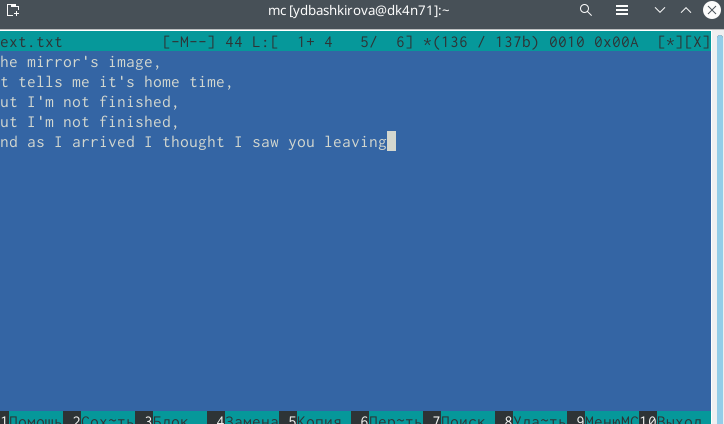 mc [ydbashkirova@dk4n71]:~
ext.txt [-M--] 44 L:[ 1+ 4 5/ 6] *(136 / 137b) 0010 0x00A [*][X]
he mirror's image,
t tells me it's home time,
ut I'm not finished,
ut I'm not finished,
nd as I arrived I thought I saw you leaving
1Помощь 2Сох~ть 3Блок 4Замена 5Копия 6Пер~ть 7Поиск 8Уда~ть 9МенюMC 10Выход